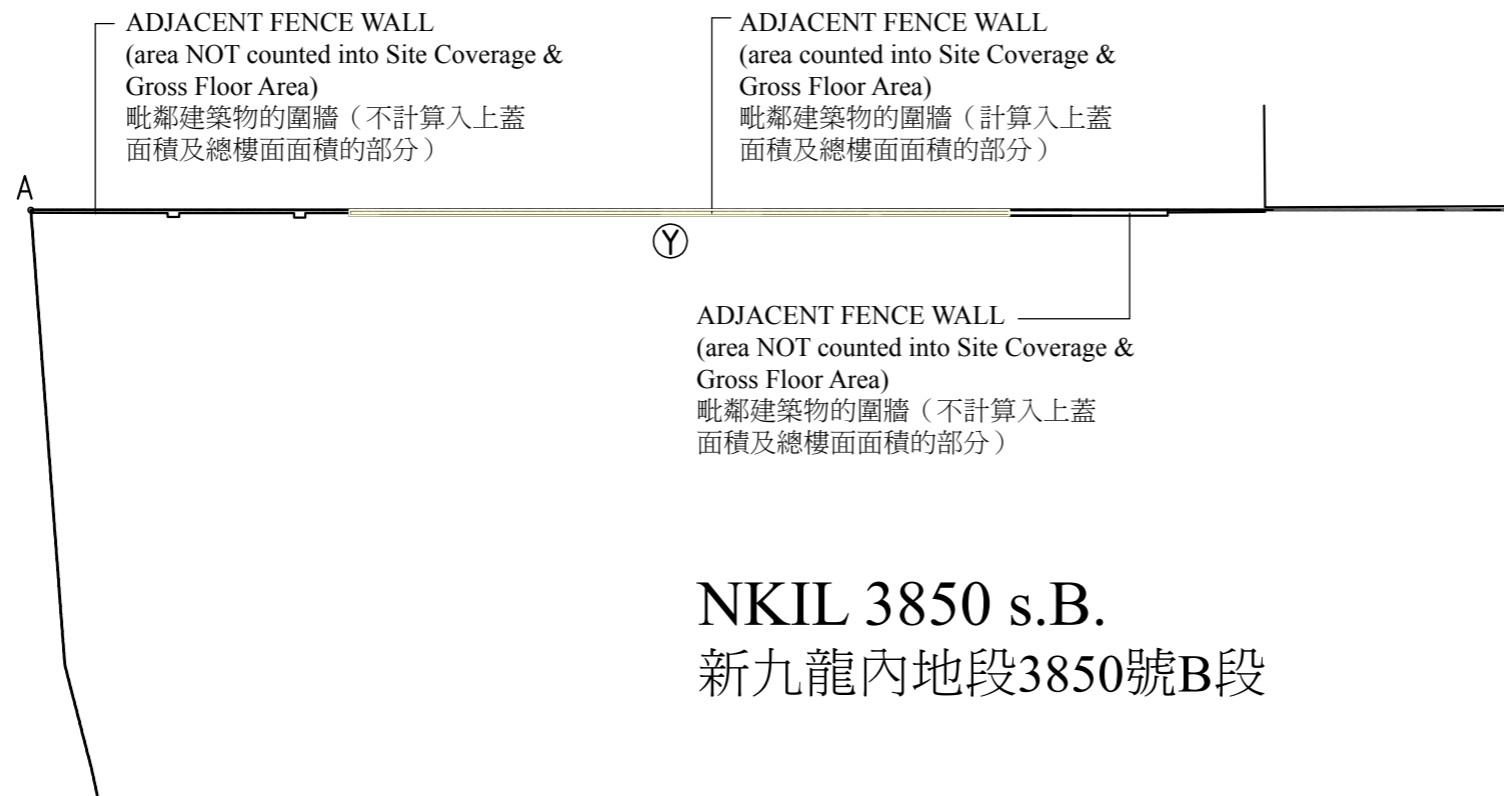 ADJACENT FENCE WALL
(area NOT counted into Site Coverage &
Gross Floor Area)
毗鄰建築物的圍牆（不計算入上蓋
面積及總樓面面積的部分）
ADJACENT FENCE WALL
(area counted into Site Coverage &
Gross Floor Area)
毗鄰建築物的圍牆（計算入上蓋
面積及總樓面面積的部分）
A
Y
ADJACENT FENCE WALL
(area NOT counted into Site Coverage &
Gross Floor Area)
毗鄰建築物的圍牆（不計算入上蓋
面積及總樓面面積的部分）
NKIL 3850 s.B.
新九龍內地段3850號B段